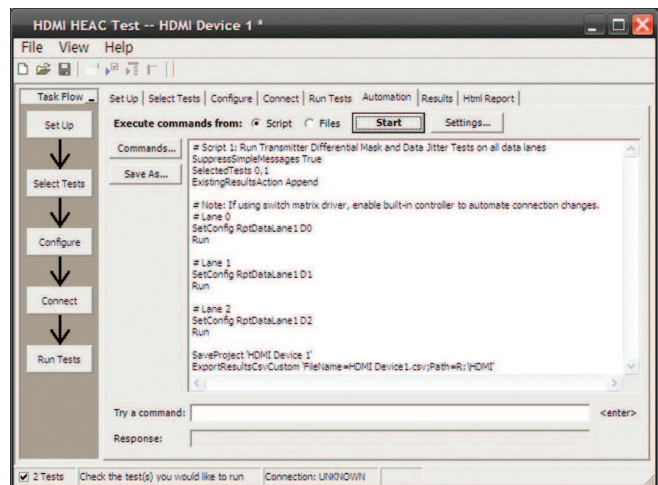 HDMI HEAC Test -- HDMI Device 1 *
File View Help
Task Flow
Set Up | Select Tests | Configure | Connect | Run Tests | Automation | Results | Html Report |
Set Up
Select Tests
Configure
Connect
Run Tests
Execute commands from: Script Files Start Settings...
Commands...
Save As...
# Script 1: Run Transmitter Differential Mask and Data Jitter Tests on all data lanes
SuppressSimpleMessages True
SelectedTests 0,1
ExistingResultsAction Append
# Note: If using switch matrix driver, enable built-in controller to automate connection changes.
# Lane 0
SetConfig RptDataLane1 D0
Run
# Lane 1
SetConfig RptDataLane1 D1
Run
# Lane 2
SetConfig RptDataLane1 D2
Run
SaveProject 'HDMI Device 1'
ExportResultsCsvCustom 'FileName=HDMI Device1.csv;Path=R:\HDMI'
Try a command: <enter>
Response:
2 Tests Check the test(s) you would like to run Connection: UNKNOWN